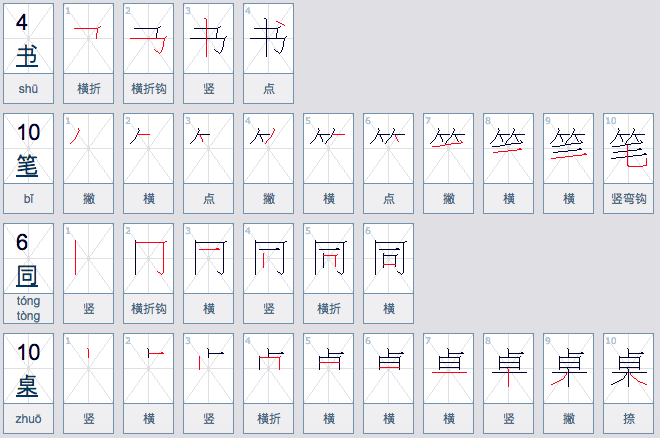 4 1 2 3 4
书
shū 横折 横折钩 竖 点
10 1 2 3 4 5 6 7 8 9 10
笔
bǐ 撇 横 点 撇 横 点 撇 横 横 竖弯钩
6 1 2 3 4 5 6
同
tóng 竖 横折钩 横 竖 横折 横
tòng
10 1 2 3 4 5 6 7 8 9 10
桌
zhuō 竖 横 竖 横折 横 横 横 竖 撇 捺